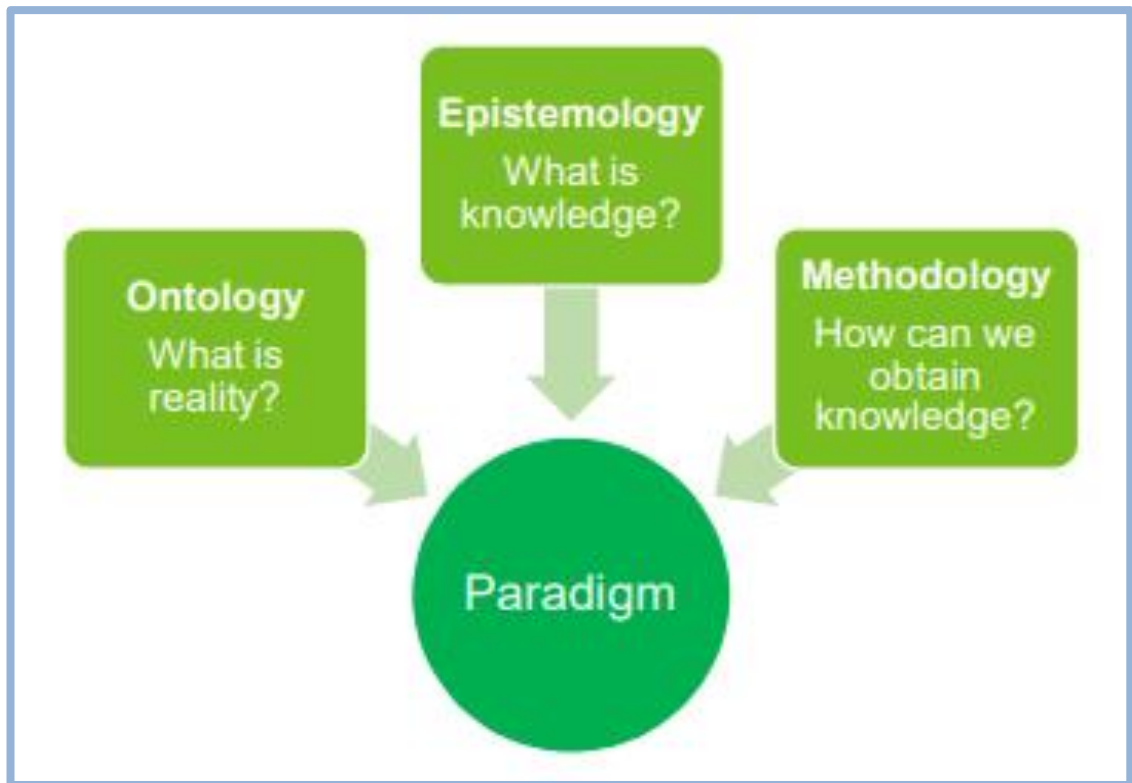 Epistemology
What is
knowledge?
Ontology
What is
reality?
Methodology
How can we
obtain
knowledge?
Paradigm